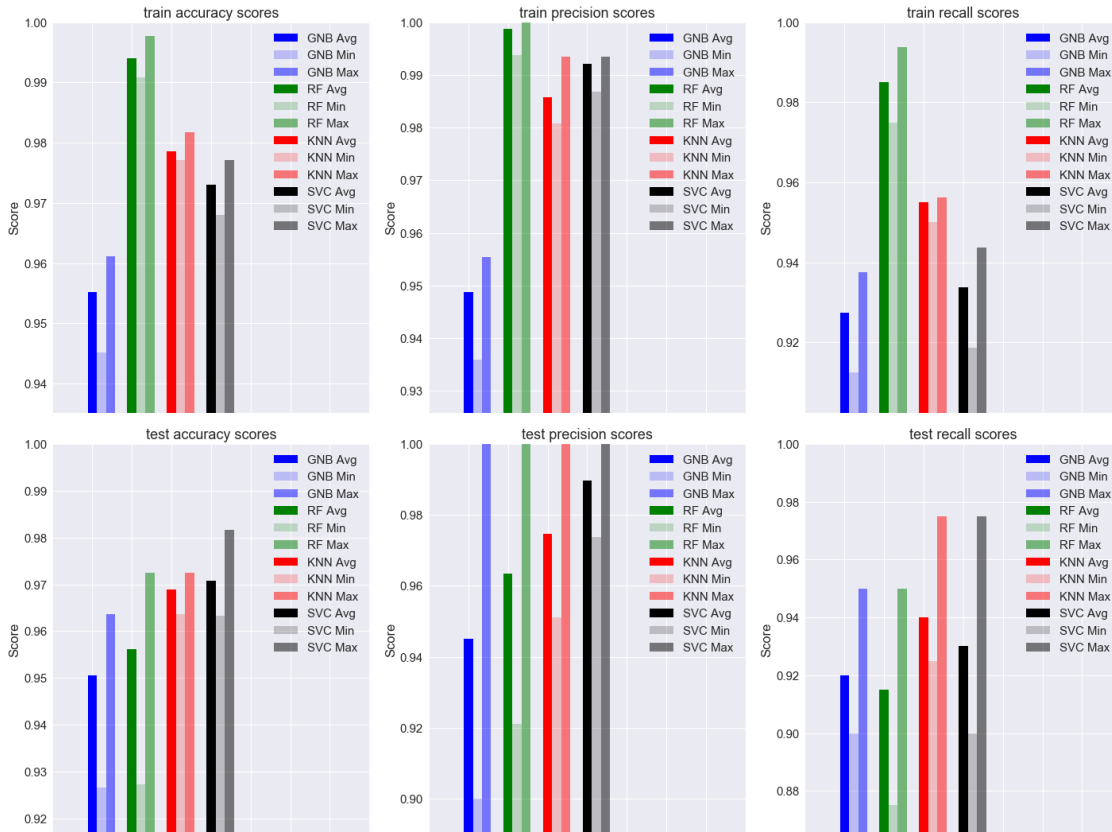 train accuracy scores
1.00
0.99
0.98
0.97
0.96
0.95
0.94
Score
GNB Avg
GNB Min
GNB Max
RF Avg
RF Min
RF Max
KNN Avg
KNN Min
KNN Max
SVC Avg
SVC Min
SVC Max
train precision scores
1.00
0.99
0.98
0.97
0.96
0.95
0.94
0.93
Score
GNB Avg
GNB Min
GNB Max
RF Avg
RF Min
RF Max
KNN Avg
KNN Min
KNN Max
SVC Avg
SVC Min
SVC Max
train recall scores
1.00
0.98
0.96
0.94
0.92
Score
GNB Avg
GNB Min
GNB Max
RF Avg
RF Min
RF Max
KNN Avg
KNN Min
KNN Max
SVC Avg
SVC Min
SVC Max
test accuracy scores
1.00
0.99
0.98
0.97
0.96
0.95
0.94
0.93
0.92
Score
GNB Avg
GNB Min
GNB Max
RF Avg
RF Min
RF Max
KNN Avg
KNN Min
KNN Max
SVC Avg
SVC Min
SVC Max
test precision scores
1.00
0.98
0.96
0.94
0.92
0.90
Score
GNB Avg
GNB Min
GNB Max
RF Avg
RF Min
RF Max
KNN Avg
KNN Min
KNN Max
SVC Avg
SVC Min
SVC Max
test recall scores
1.00
0.98
0.96
0.94
0.92
0.90
0.88
Score
GNB Avg
GNB Min
GNB Max
RF Avg
RF Min
RF Max
KNN Avg
KNN Min
KNN Max
SVC Avg
SVC Min
SVC Max